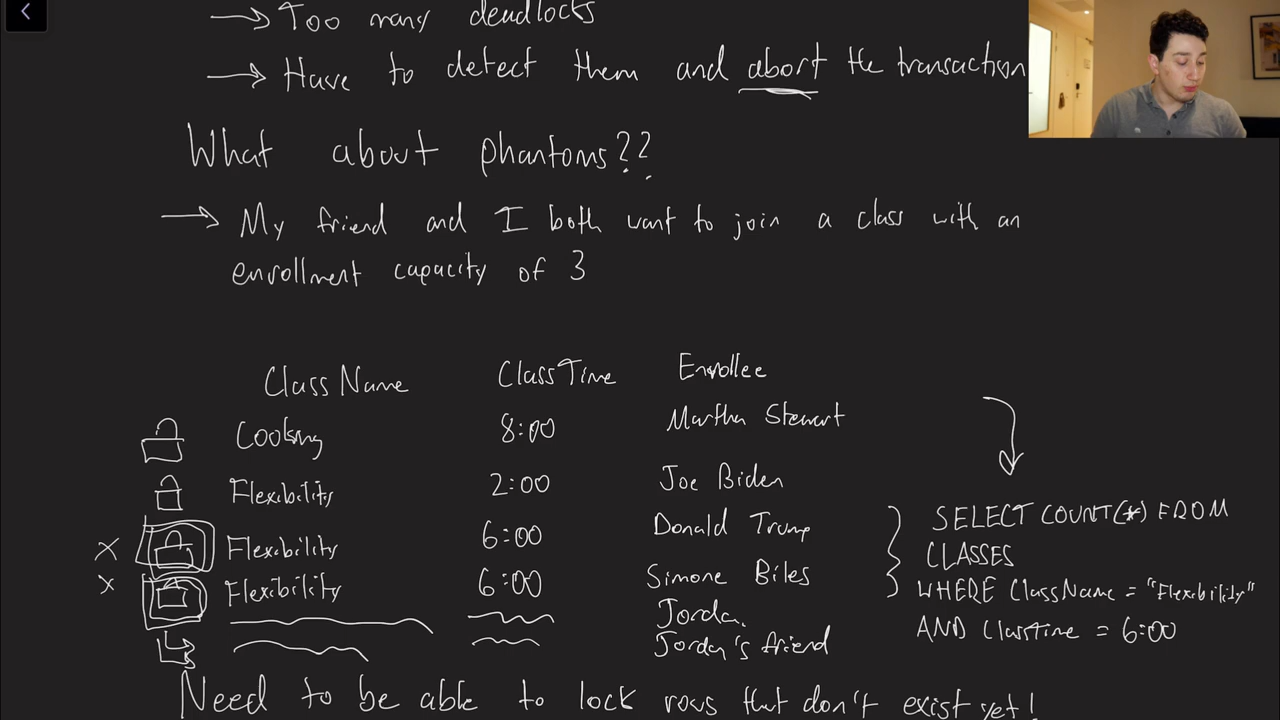 → Too many deadlocks
→ Have to detect them and abort the transaction
What about phantoms??
→ My friend and I both want to join a class with an
enrollment capacity of 3
Class Name ClassTime Enrollee
Cooking 8:00 Martha Stewart
Flexibility 2:00 Joe Biden
X Flexibility 6:00 Donald Trump
X Flexibility 6:00 Simone Biles
Jordan
Jordan's friend
SELECT COUNT(*) FROM
CLASSES
WHERE ClassName = "Flexibility"
AND ClassTime = 6:00
Need to be able to lock rows that don't exist yet!